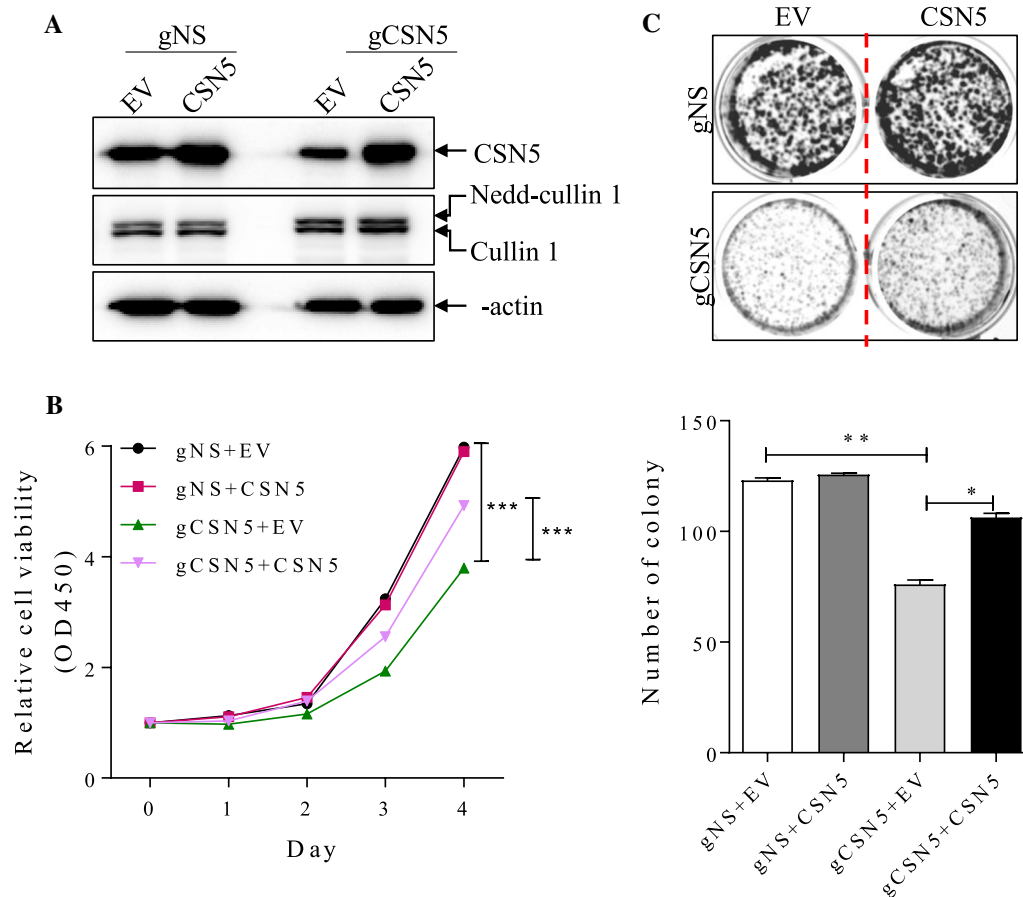 A
gNS
gCSN5
EV
CSN5
EV
CSN5
CSN5
Nedd-cullin 1
Cullin 1
-actin
B
Relative cell viability
(OD450)
6
4
2
0
gNS+EV
gNS+CSN5
gCSN5+EV
gCSN5+CSN5
***
***
0 1 2 3 4
Day
C
EV CSN5
gNS
gCSN5
Number of colony
150
100
50
0
**
*
gNS+EV
gNS+CSN5
gCSN5+EV
gCSN5+CSN5